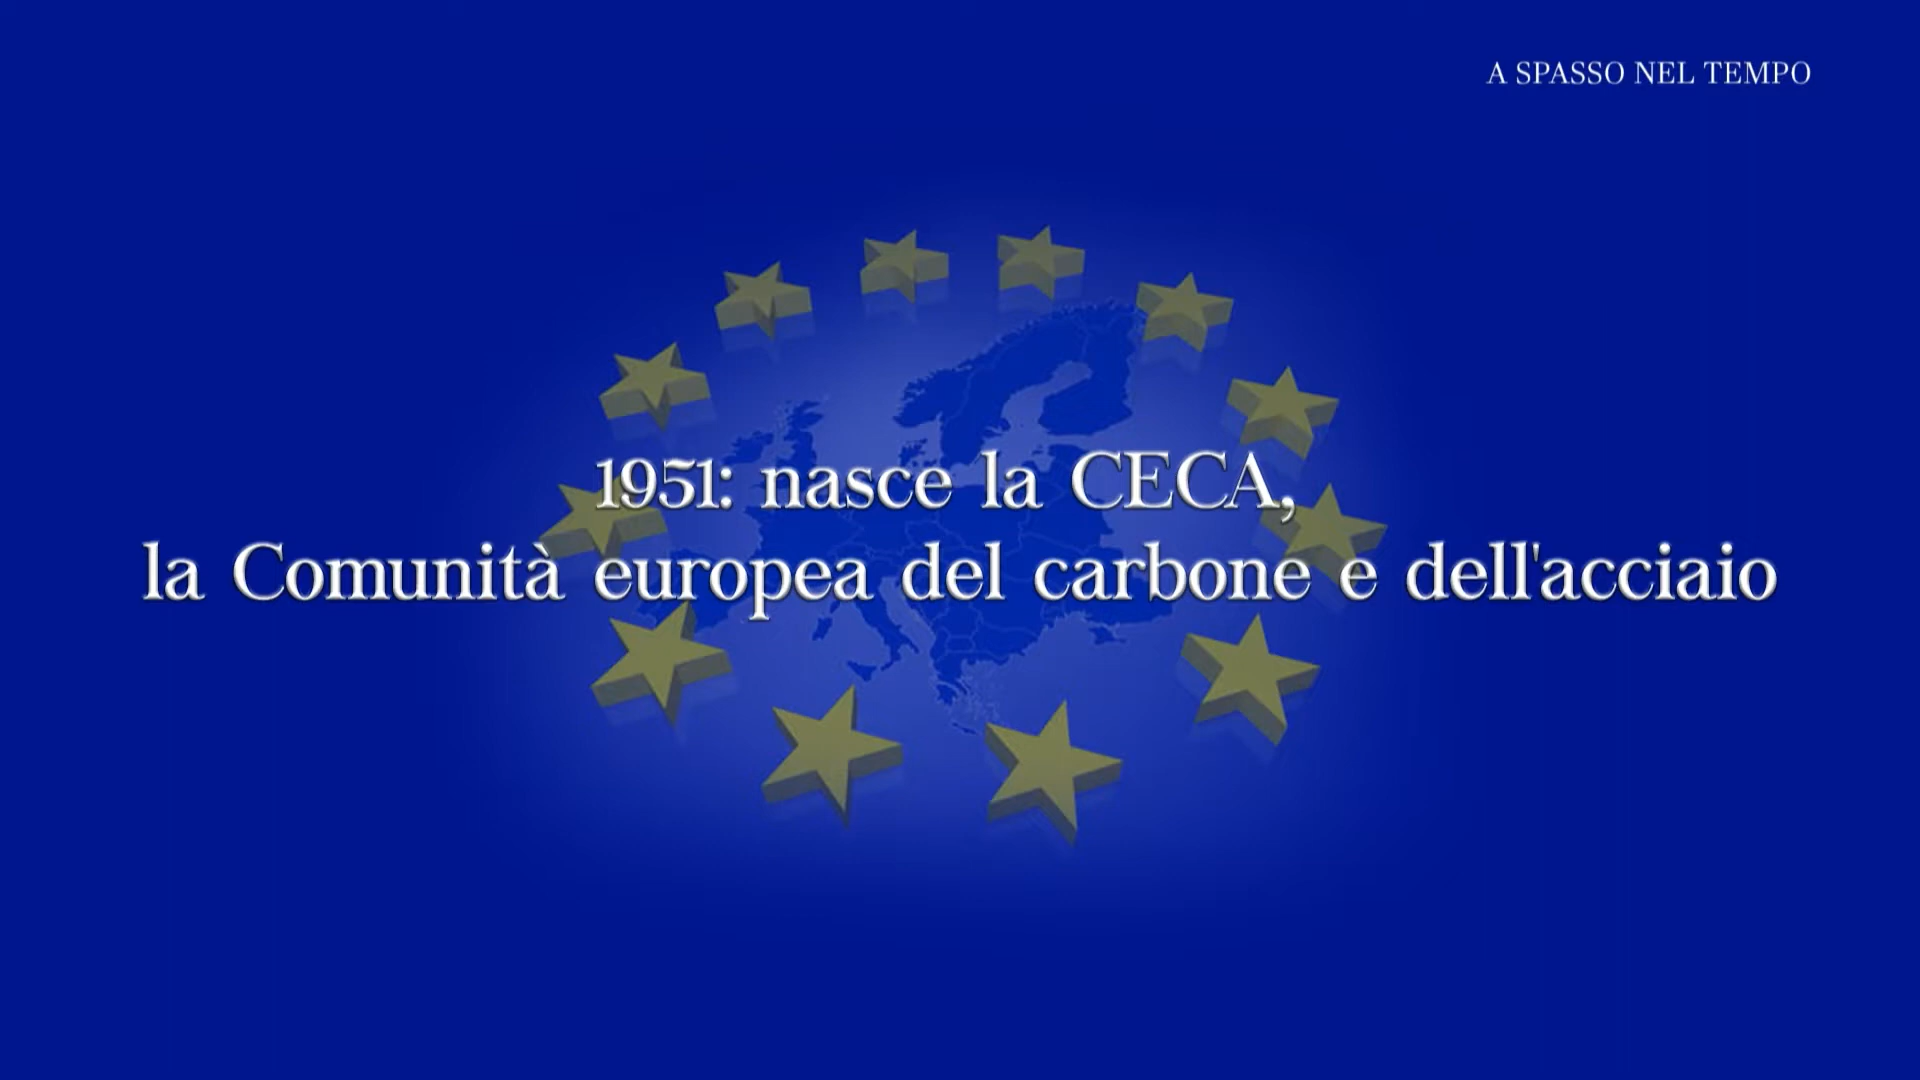 A SPASSO NEL TEMPO
1951: nasce la CECA,
la Comunità europea del carbone e dell'acciaio